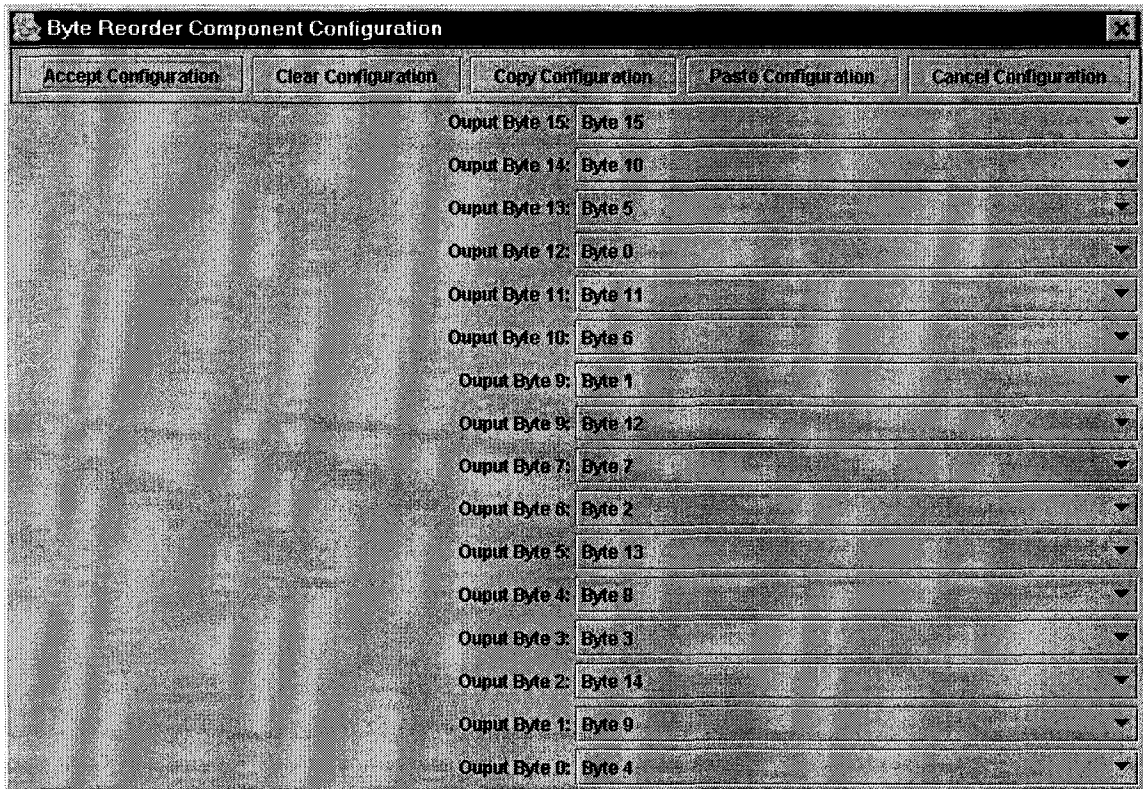 Byte Reorder Component Configuration
Accept Configuration Clear Configuration Copy Configuration Paste Configuration Cancel Configuration
Ouput Byte 15: Byte 15
Ouput Byte 14: Byte 10
Ouput Byte 13: Byte 5
Ouput Byte 12: Byte 0
Ouput Byte 11: Byte 11
Ouput Byte 10: Byte 6
Ouput Byte 9: Byte 1
Ouput Byte 9: Byte 12
Ouput Byte 7: Byte 7
Ouput Byte 6: Byte 2
Ouput Byte 5: Byte 13
Ouput Byte 4: Byte 8
Ouput Byte 3: Byte 3
Ouput Byte 2: Byte 14
Ouput Byte 1: Byte 9
Ouput Byte 0: Byte 4